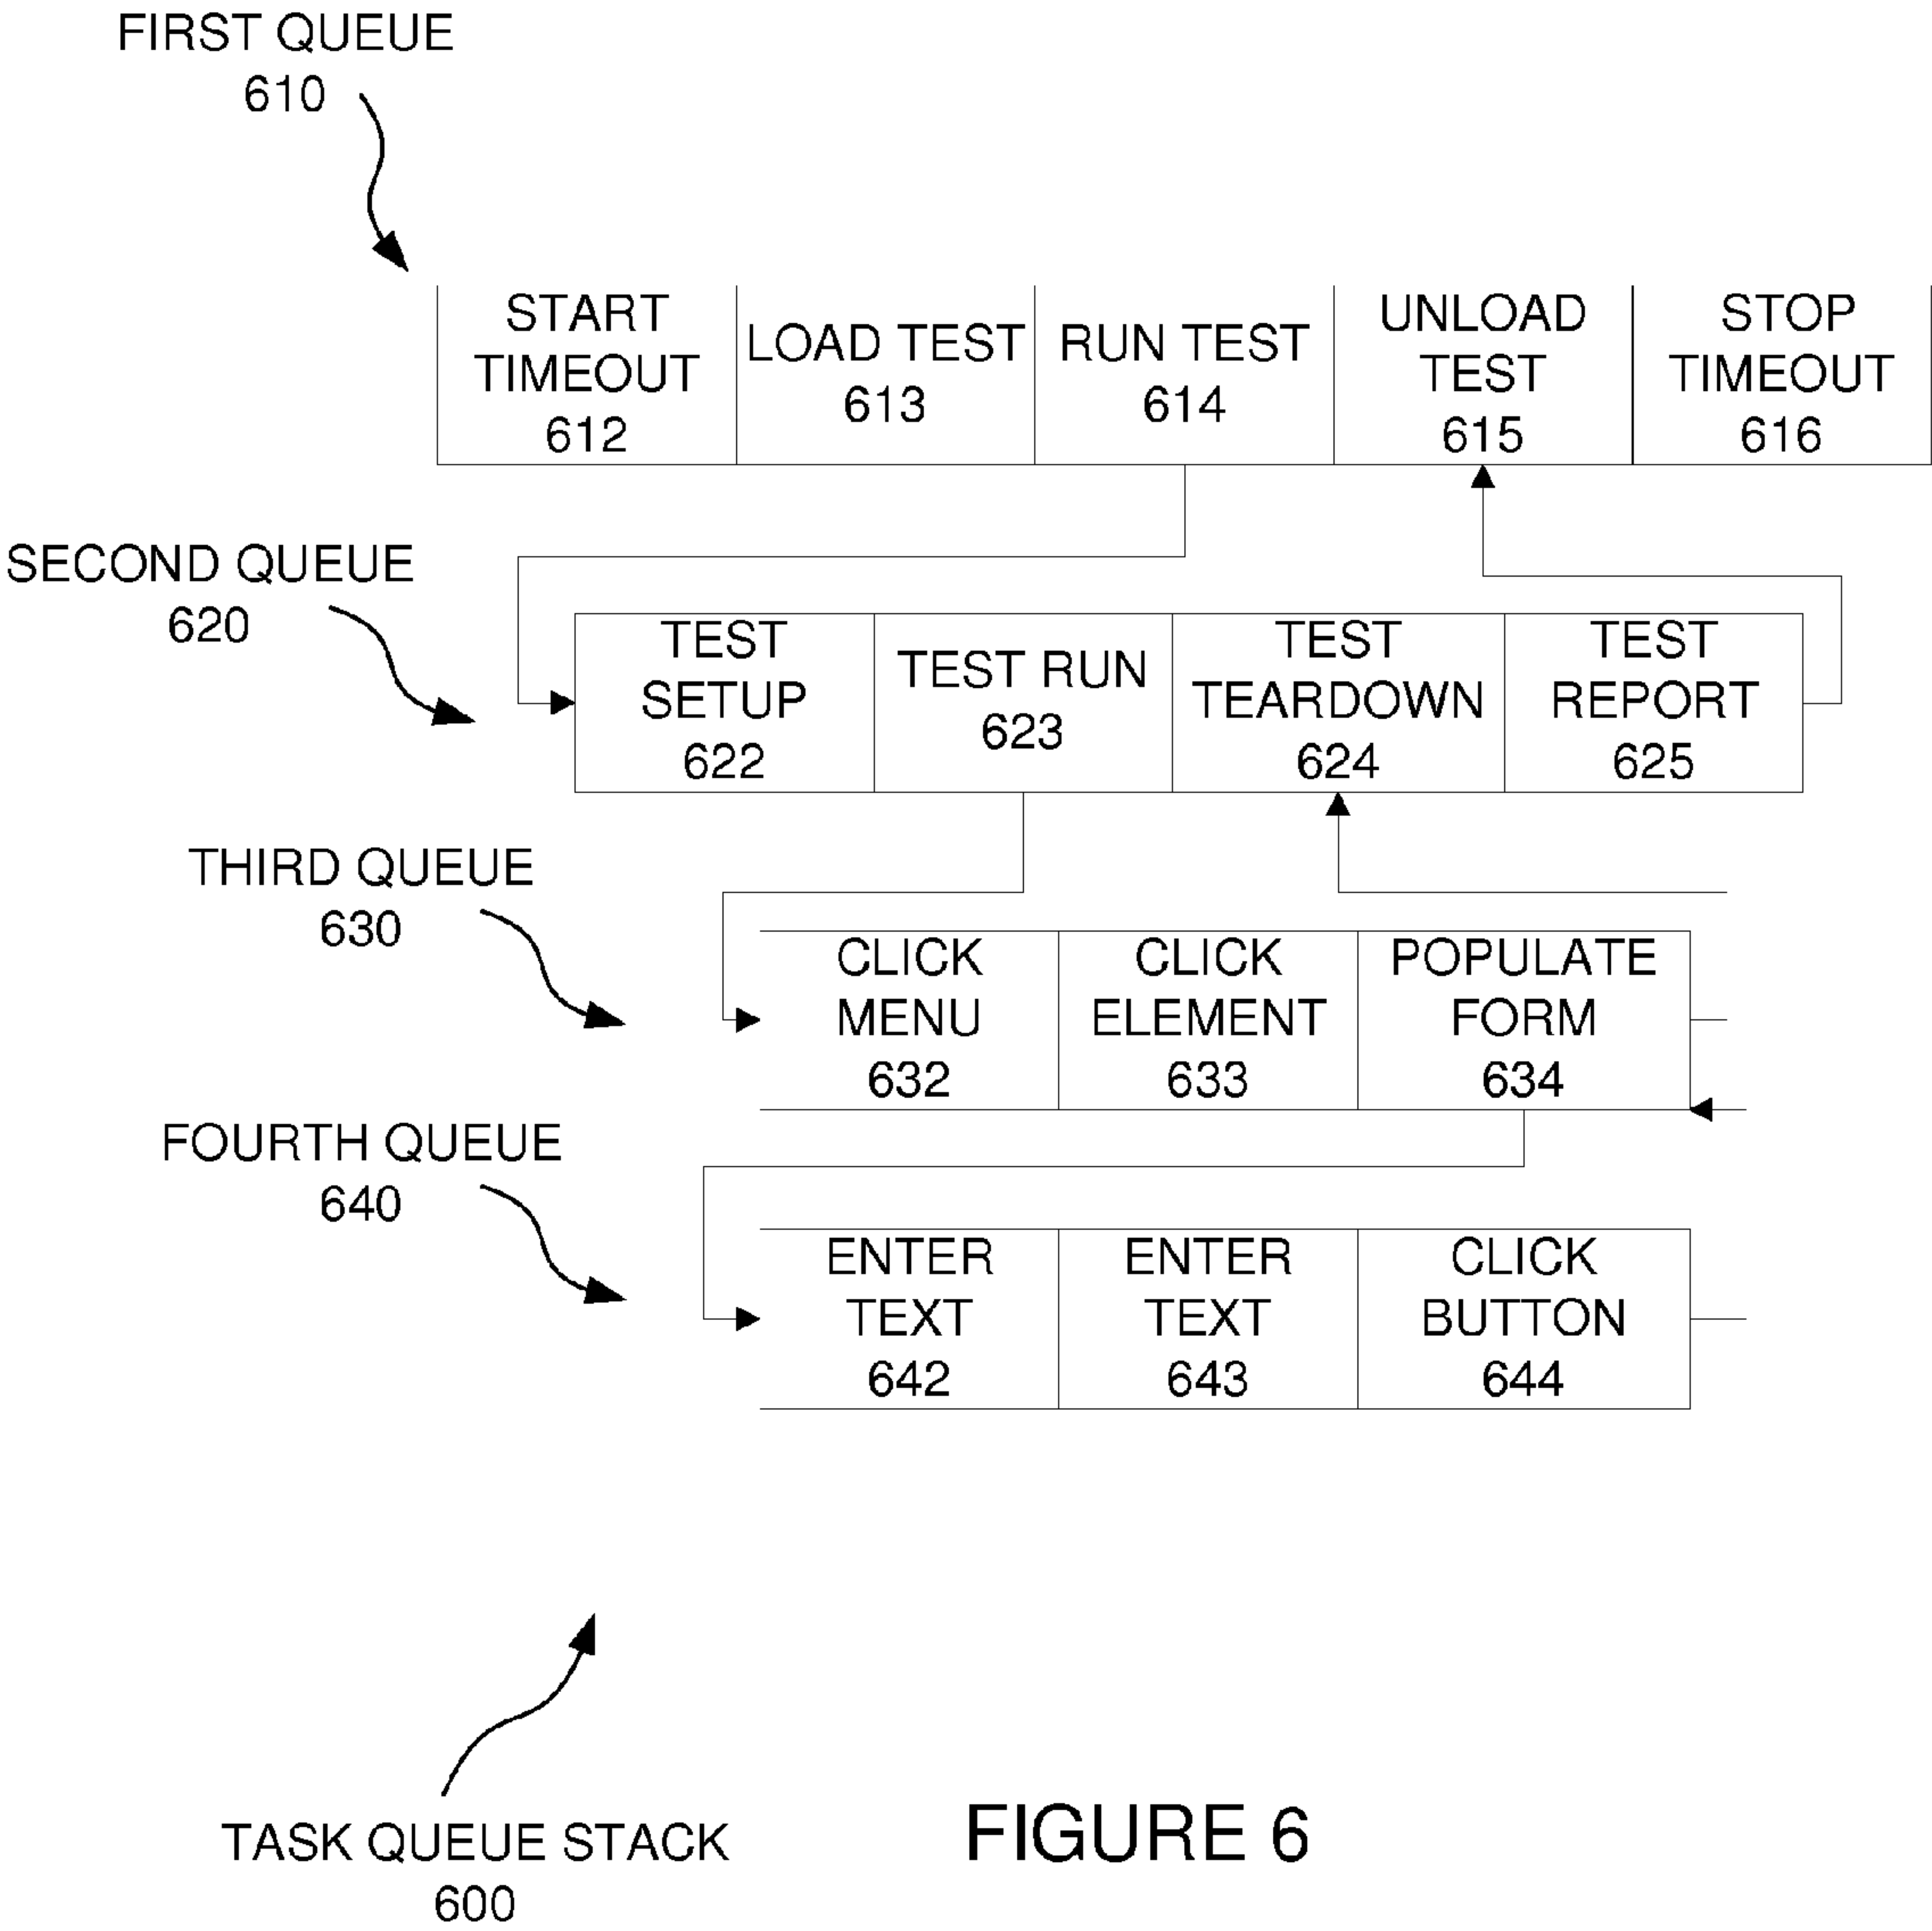 FIRST QUEUE
610
START
TIMEOUT
612
LOAD TEST
613
RUN TEST
614
UNLOAD
TEST
615
STOP
TIMEOUT
616
SECOND QUEUE
620
TEST
SETUP
622
TEST RUN
623
TEST
TEARDOWN
624
TEST
REPORT
625
THIRD QUEUE
630
CLICK
MENU
632
CLICK
ELEMENT
633
POPULATE
FORM
634
FOURTH QUEUE
640
ENTER
TEXT
642
ENTER
TEXT
643
CLICK
BUTTON
644
TASK QUEUE STACK
600
FIGURE 6